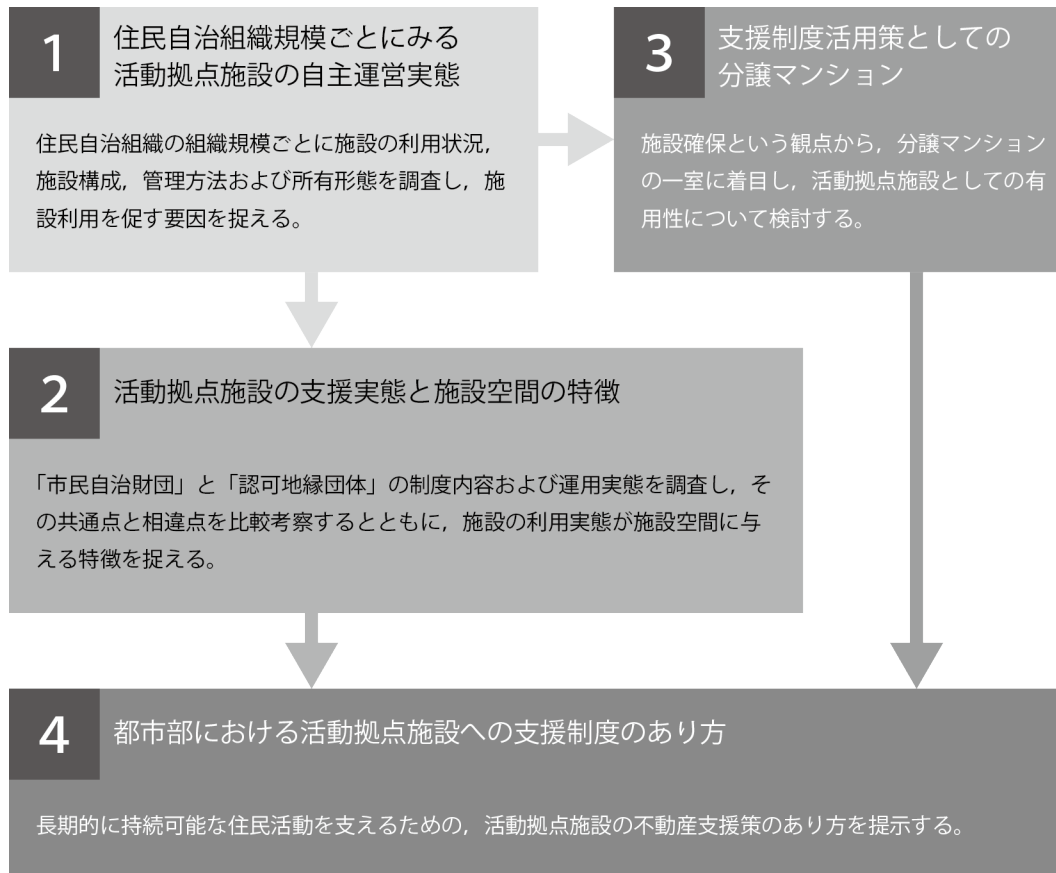 1
住民自治組織規模ごとにみる
活動拠点施設の自主運営実態
住民自治組織の組織規模ごとに施設の利用状況，
施設構成，管理方法および所有形態を調査し，施
設利用を促す要因を捉える。
2
活動拠点施設の支援実態と施設空間の特徴
「市民自治財団」と「認可地縁団体」の制度内容および運用実態を調査し，そ
の共通点と相違点を比較考察するとともに，施設の利用実態が施設空間に与
える特徴を捉える。
3
支援制度活用策としての
分譲マンション
施設確保という観点から，分譲マンション
の一室に着目し，活動拠点施設としての有
用性について検討する。
4
都市部における活動拠点施設への支援制度のあり方
長期的に持続可能な住民活動を支えるための，活動拠点施設の不動産支援策のあり方を提示する。